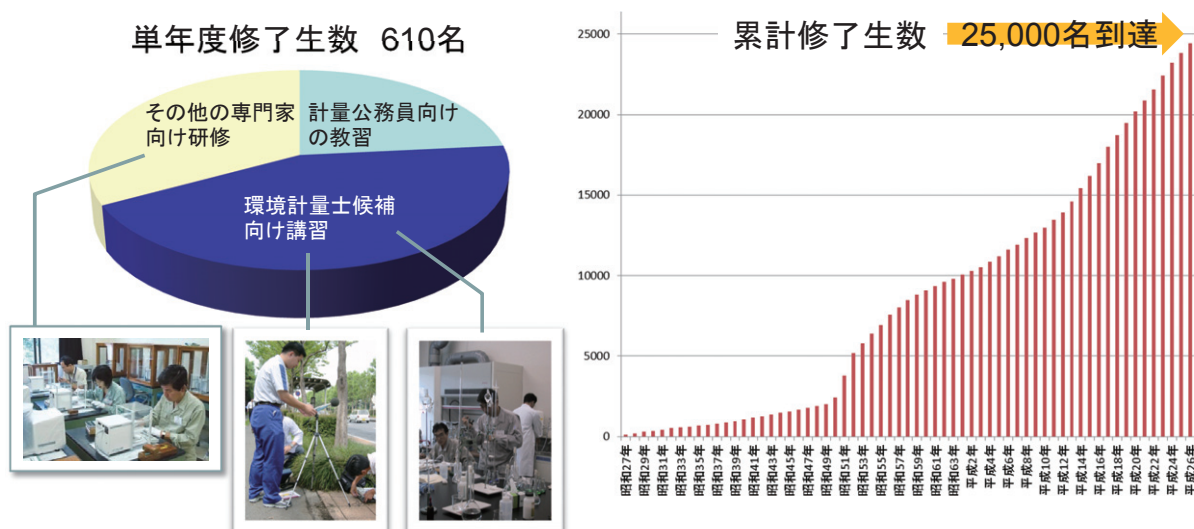 単年度修了生数 610名
その他の専門家
向け研修
計量公務員向け
の教習
環境計量士候補
向け講習
累計修了生数 25,000名到達
25000
20000
15000
10000
5000
0
昭和27年
昭和29年
昭和31年
昭和33年
昭和35年
昭和37年
昭和39年
昭和41年
昭和43年
昭和45年
昭和47年
昭和49年
昭和51年
昭和53年
昭和55年
昭和57年
昭和59年
昭和61年
昭和63年
平成2年
平成4年
平成6年
平成8年
平成10年
平成12年
平成14年
平成16年
平成18年
平成20年
平成22年
平成24年
平成26年